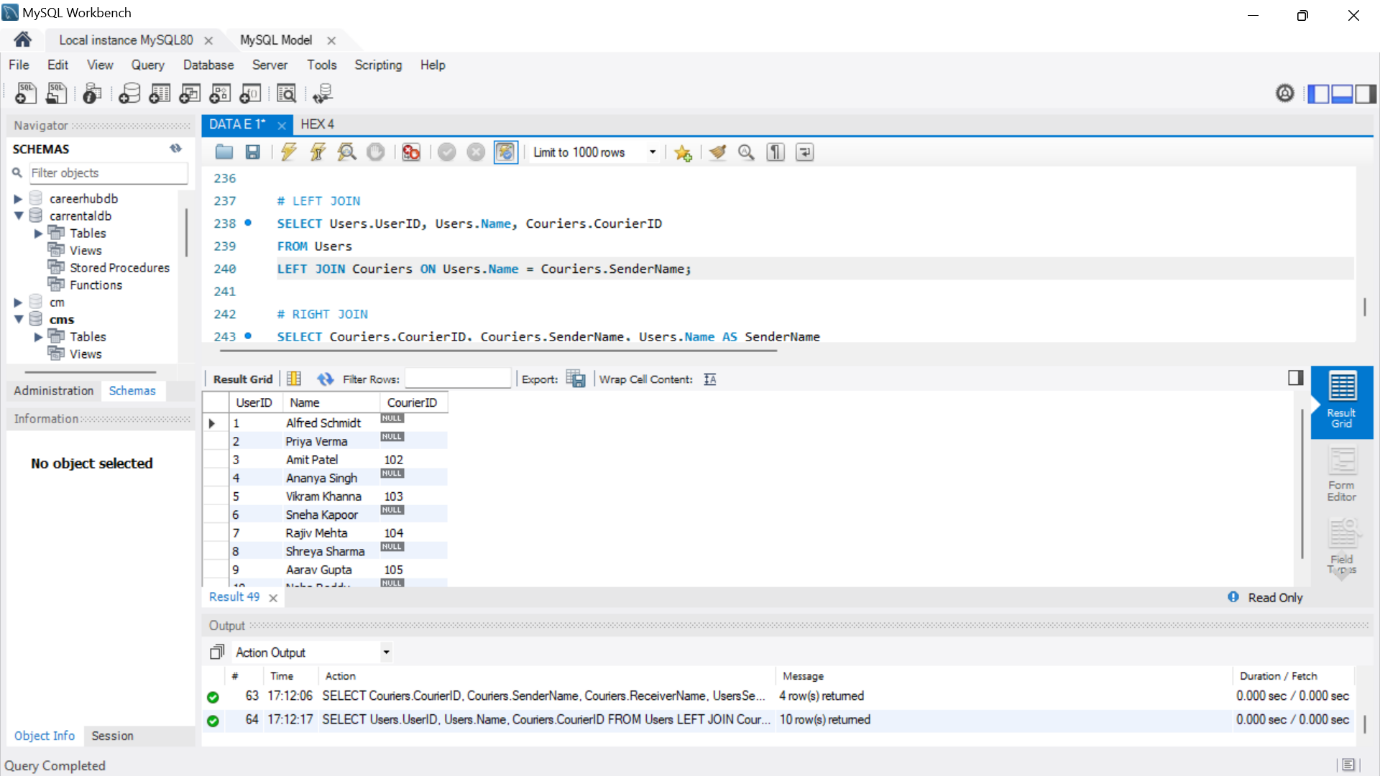 MySQL Workbench
Local instance MySQL80
MySQL Model
File Edit View Query Database Server Tools Scripting Help
Navigator
SCHEMAS
Filter objects
careerhubdb
carrentaldb
Tables
Views
Stored Procedures
Functions
cm
cms
Tables
Views
Administration Schemas
Information
No object selected
Object Info Session
DATA E 1* HEX 4
Limit to 1000 rows
236
237 # LEFT JOIN
238 SELECT Users.UserID, Users.Name, Couriers.CourierID
239 FROM Users
240 LEFT JOIN Couriers ON Users.Name = Couriers.SenderName;
241
242 # RIGHT JOIN
243 SELECT Couriers.CourierID, Couriers.SenderName, Users.Name AS SenderName
Result Grid Filter Rows: Export: Wrap Cell Content:
UserID Name CourierID
1 Alfred Schmidt NULL
2 Priya Verma NULL
3 Amit Patel 102
4 Ananya Singh NULL
5 Vikram Khanna 103
6 Sneha Kapoor NULL
7 Rajiv Mehta 104
8 Shreya Sharma NULL
9 Aarav Gupta 105
10 NULL
Result Grid
Form Editor
Field Types
Result 49
Read Only
Output
Action Output
# Time Action Message Duration / Fetch
63 17:12:06 SELECT Couriers.CourierID, Couriers.SenderName, Couriers.ReceiverName, UsersSe... 4 row(s) returned 0.000 sec / 0.000 sec
64 17:12:17 SELECT Users.UserID, Users.Name, Couriers.CourierID FROM Users LEFT JOIN Cour... 10 row(s) returned 0.000 sec / 0.000 sec
Query Completed